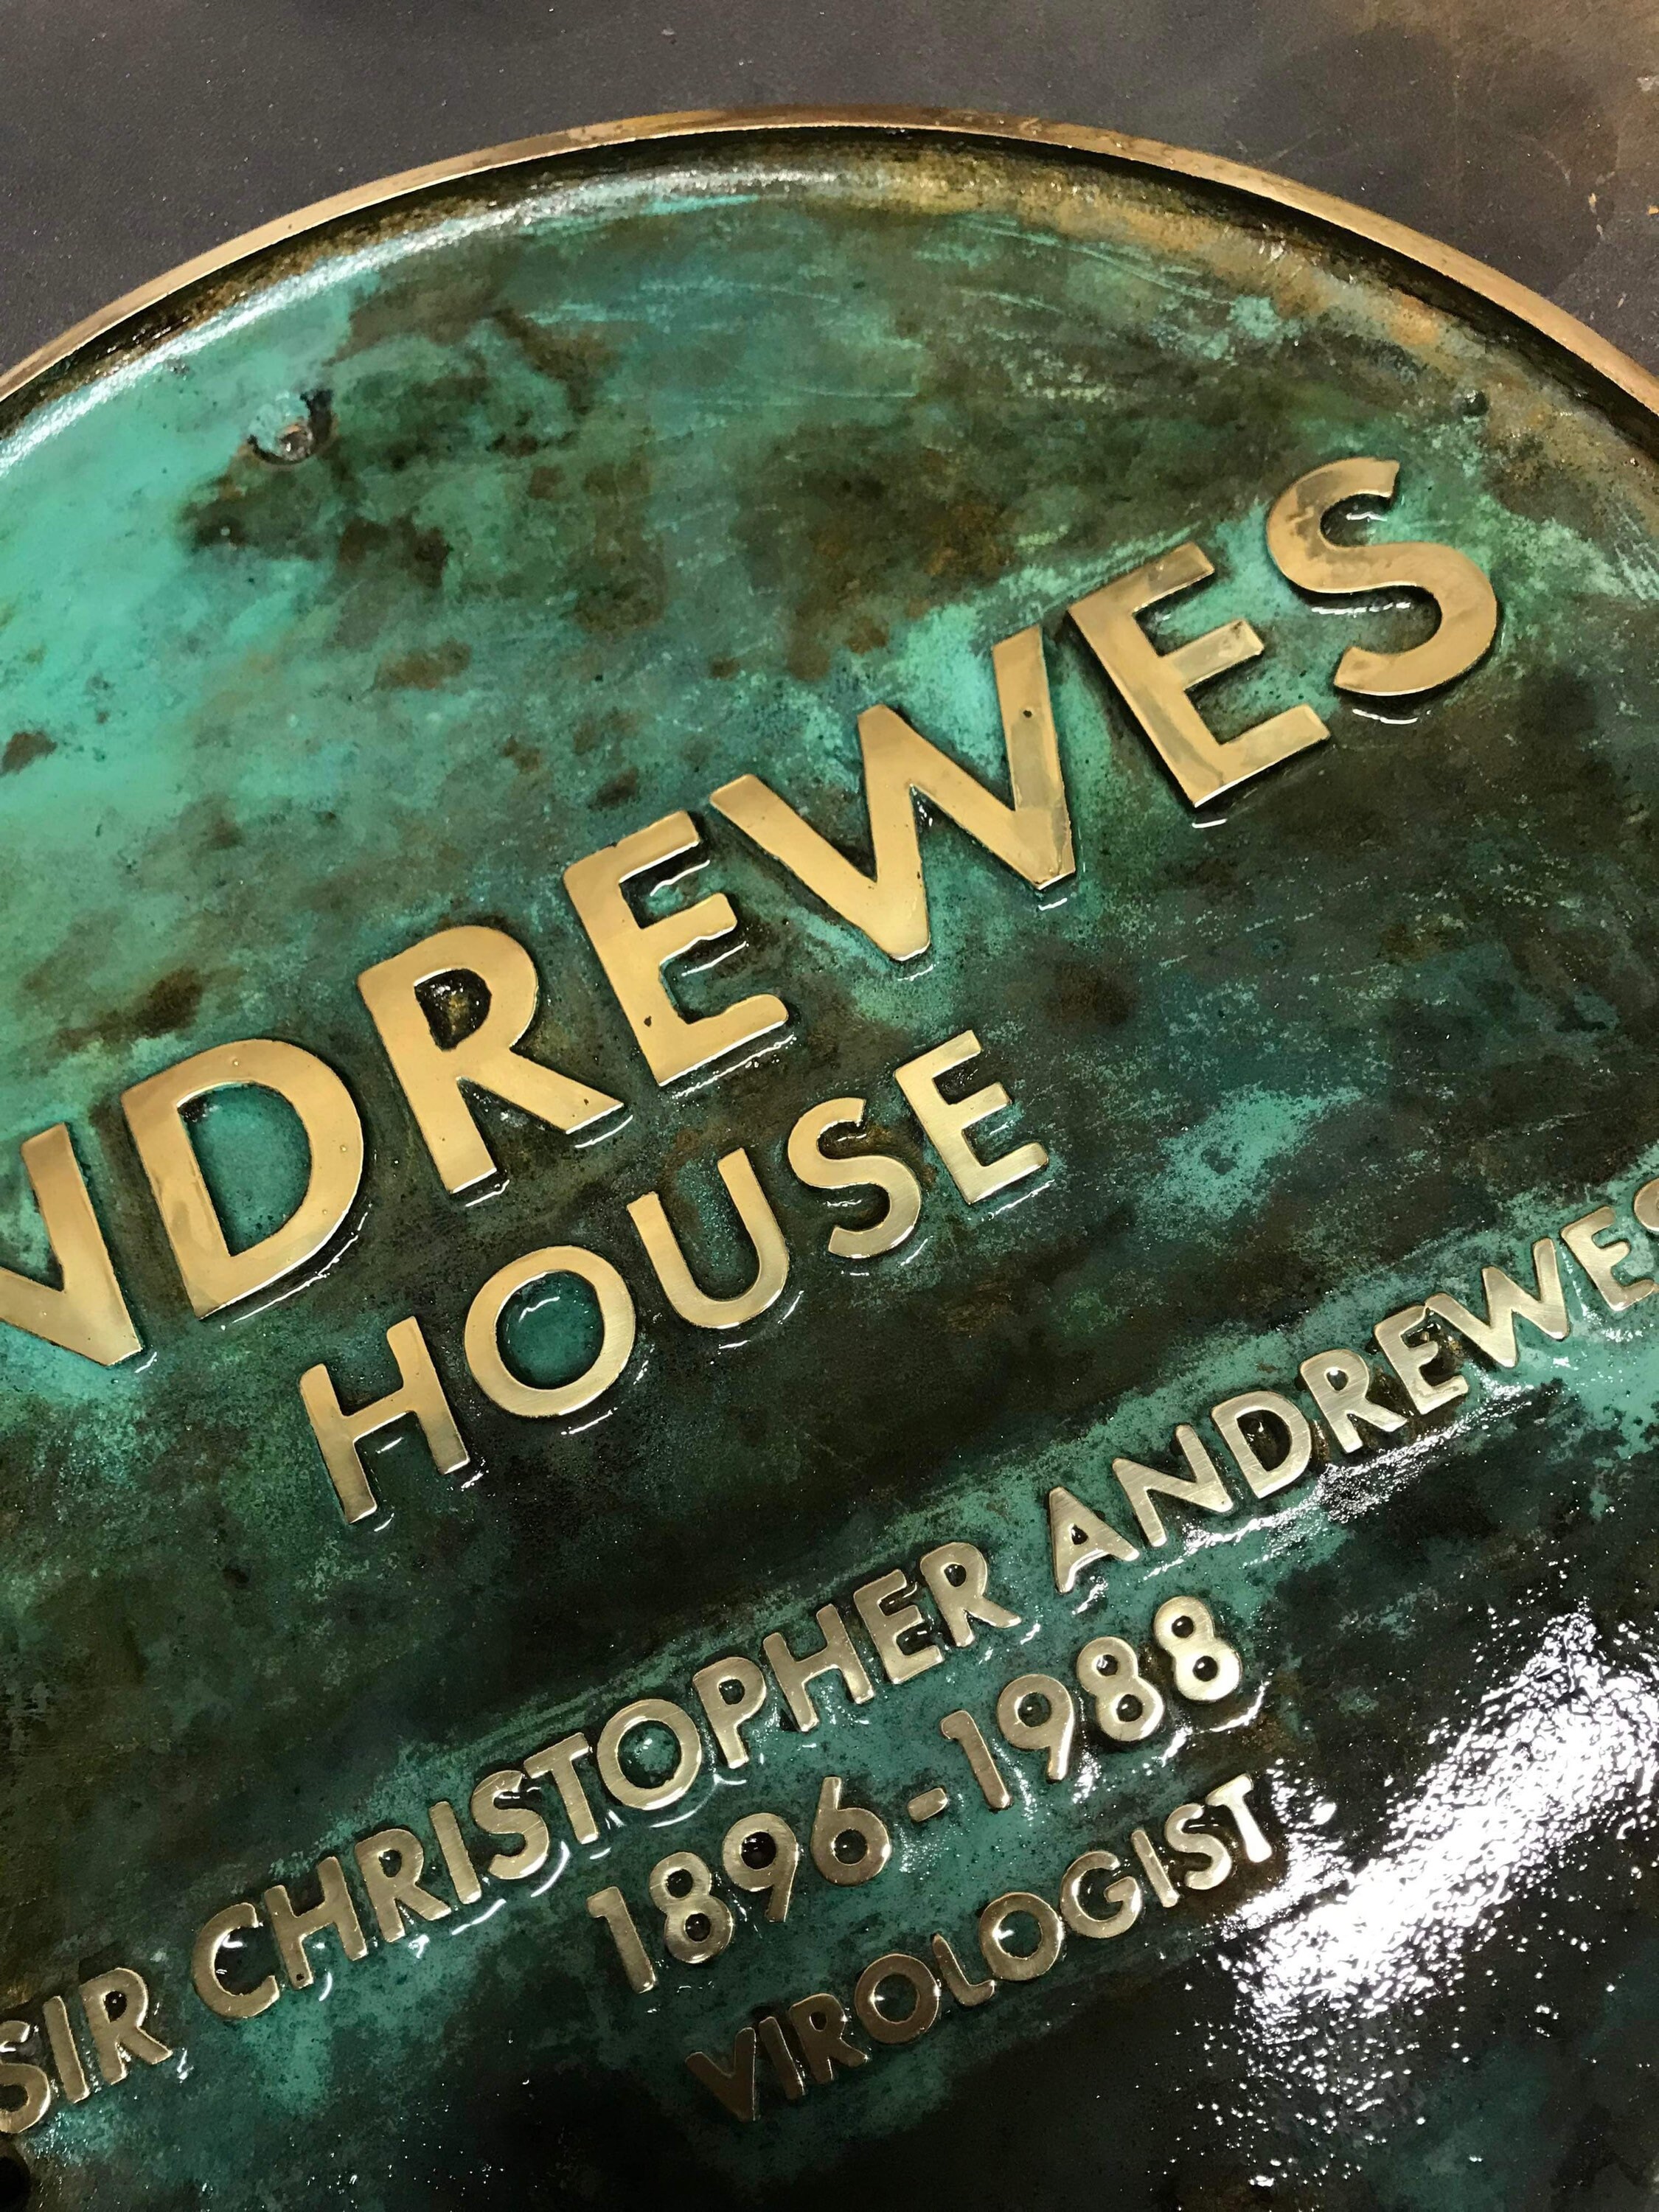 NDREWES
HOUSE
SIR CHRISTOPHER ANDREWES
1896-1988
VIROLOGIST